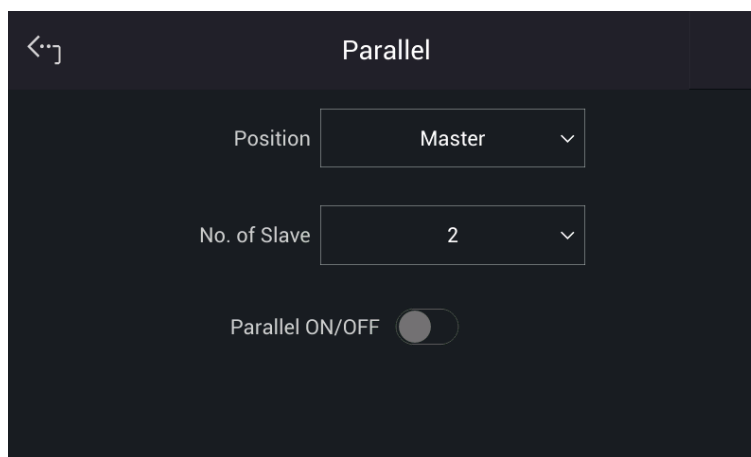 Parallel
Position Master
No. of Slave 2
Parallel ON/OFF